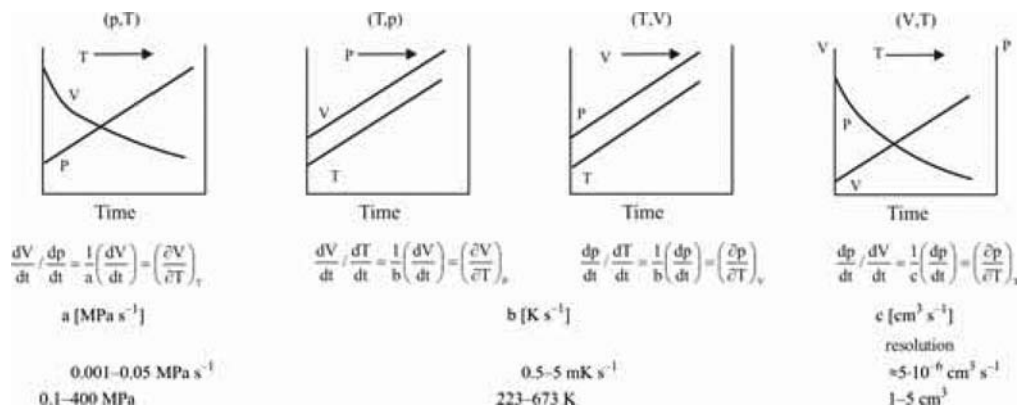 (p,T) (T,p) (T,V) (V,T)
T P V V T P
V V P P
P T T V
Time Time Time Time
dV/dt / dp/dt = 1/a (dV/dt) = (∂V/∂T)_T dV/dt / dT/dt = 1/b (dV/dt) = (∂V/∂T)_p dp/dt / dT/dt = 1/b (dp/dt) = (∂p/∂T)_V dp/dt / dV/dt = 1/c (dp/dt) = (∂p/∂T)
a [MPa s⁻¹] b [K s⁻¹] c [cm³ s⁻¹]
resolution
0.001–0.05 MPa s⁻¹ 0.5–5 mK s⁻¹ ≈5·10⁻⁶ cm³ s⁻¹
0.1–400 MPa 223–673 K 1–5 cm³